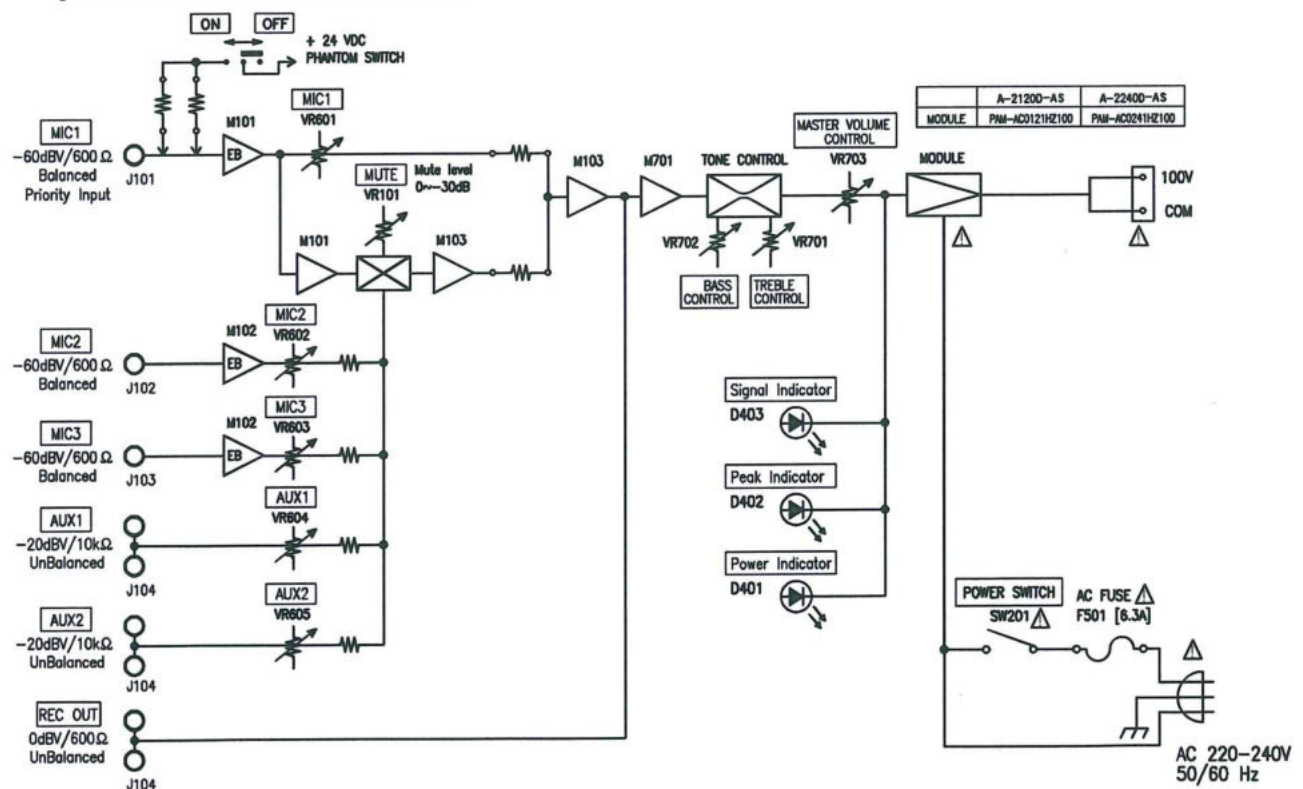 ON OFF
+ 24 VDC
PHANTOM SWITCH
MIC1
-60dBV/600Ω
Balanced
Priority Input
J101
M101
EB
MIC1
VR601
MUTE
VR101
Mute level
0~-30dB
M101
M103
M103
M701
TONE CONTROL
VR702
VR701
BASS
CONTROL
TREBLE
CONTROL
MASTER VOLUME
CONTROL
VR703
A-2120D-AS A-2240D-AS
MODULE PAM-AC0121HZ100 PAM-AC0241HZ100
MODULE
100V
COM
MIC2
-60dBV/600Ω
Balanced
J102
M102
EB
MIC2
VR602
MIC3
-60dBV/600Ω
Balanced
J103
M102
EB
MIC3
VR603
AUX1
-20dBV/10kΩ
UnBalanced
J104
AUX1
VR604
AUX2
-20dBV/10kΩ
UnBalanced
J104
AUX2
VR605
REC OUT
0dBV/600Ω
UnBalanced
J104
Signal Indicator
D403
Peak Indicator
D402
Power Indicator
D401
POWER SWITCH
SW201
AC FUSE
F501 [6.3A]
AC 220-240V
50/60 Hz